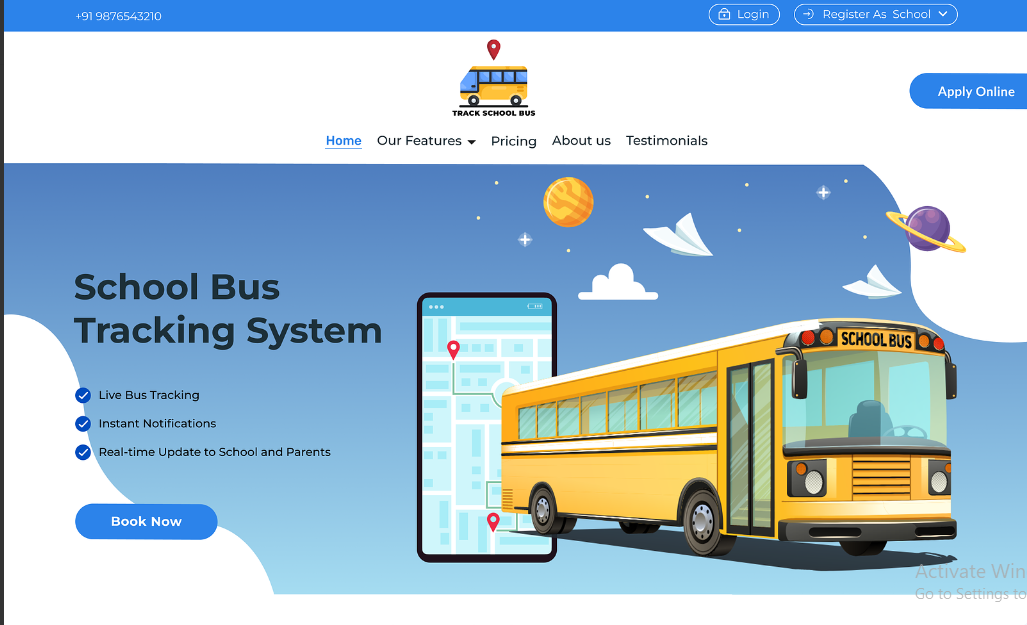 +91 9876543210
Login
Register As School
TRACK SCHOOL BUS
Apply Online
Home Our Features Pricing About us Testimonials
SCHOOL BUS
School Bus
Tracking System
Live Bus Tracking
Instant Notifications
Real-time Update to School and Parents
Book Now
Activate Win
Go to Settings to